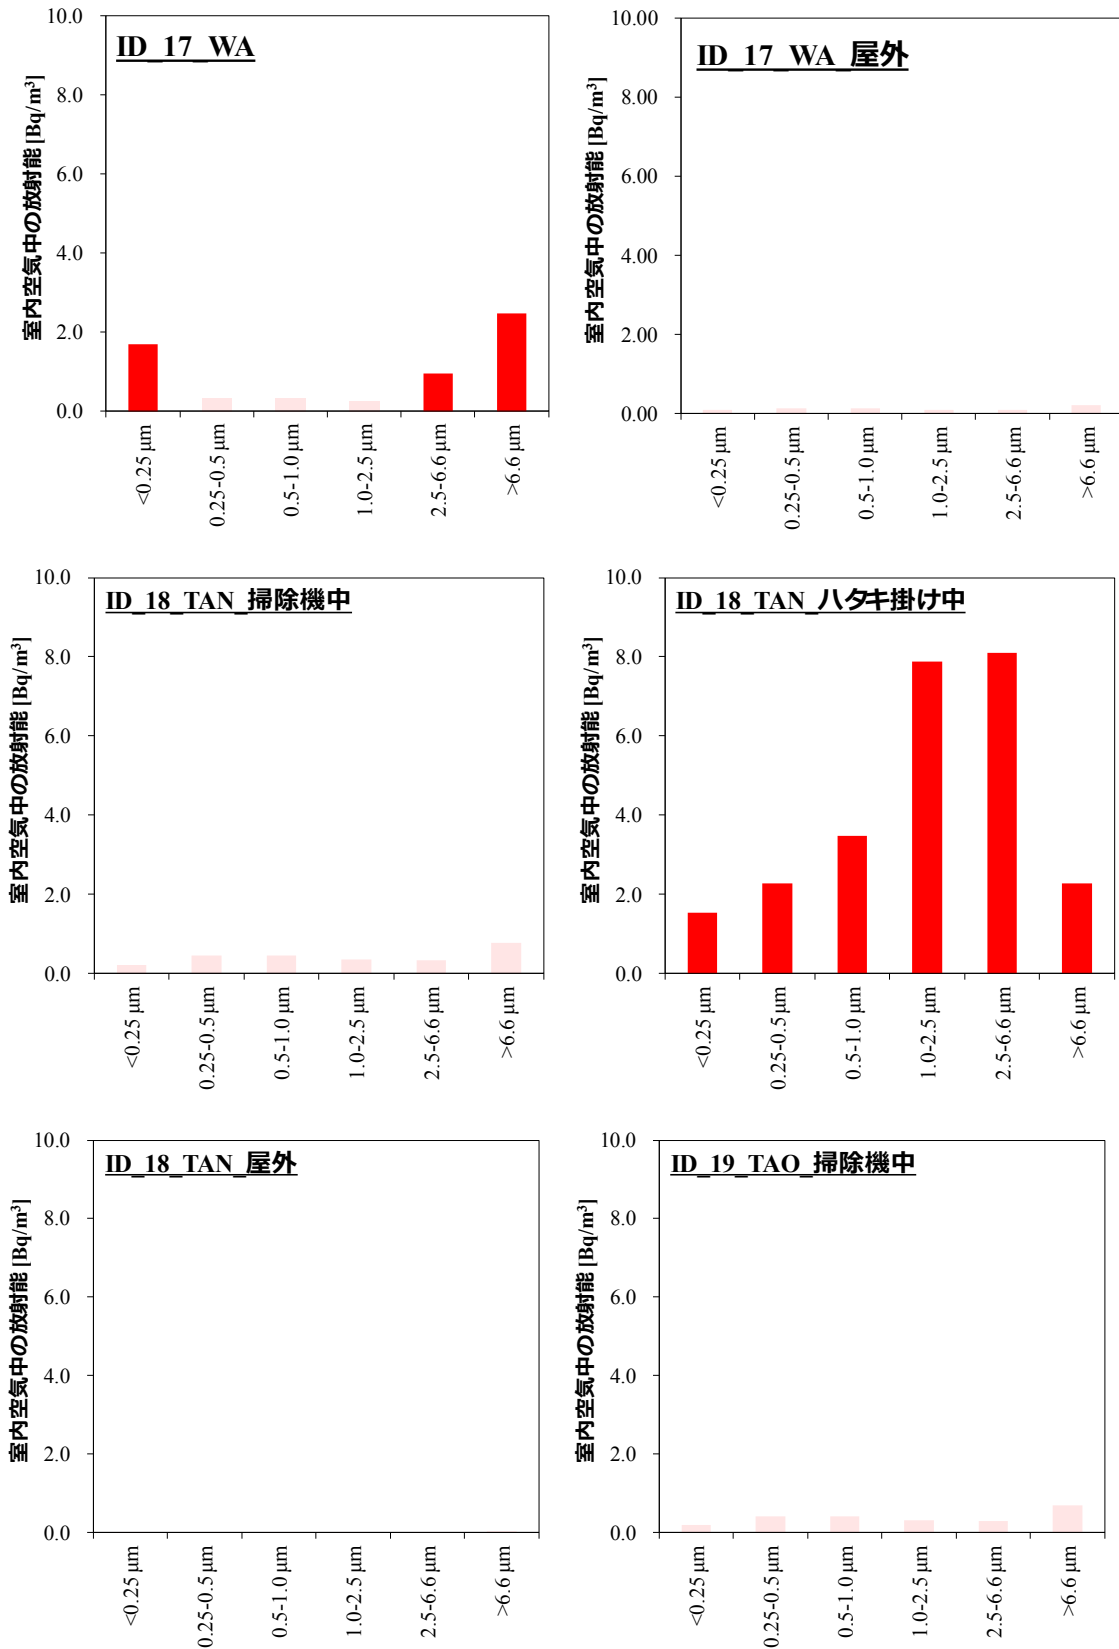 ID_17_WA
室内空気中の放射能 [Bq/m³]
10.0
8.0
6.0
4.0
2.0
0.0
<0.25 μm
0.25-0.5 μm
0.5-1.0 μm
1.0-2.5 μm
2.5-6.6 μm
>6.6 μm
ID_17_WA_屋外
室内空気中の放射能 [Bq/m³]
10.00
8.00
6.00
4.00
2.00
0.00
<0.25 μm
0.25-0.5 μm
0.5-1.0 μm
1.0-2.5 μm
2.5-6.6 μm
>6.6 μm
ID_18_TAN_掃除機中
室内空気中の放射能 [Bq/m³]
10.0
8.0
6.0
4.0
2.0
0.0
<0.25 μm
0.25-0.5 μm
0.5-1.0 μm
1.0-2.5 μm
2.5-6.6 μm
>6.6 μm
ID_18_TAN_ハタキ掛け中
室内空気中の放射能 [Bq/m³]
10.0
8.0
6.0
4.0
2.0
0.0
<0.25 μm
0.25-0.5 μm
0.5-1.0 μm
1.0-2.5 μm
2.5-6.6 μm
>6.6 μm
ID_18_TAN_屋外
室内空気中の放射能 [Bq/m³]
10.0
8.0
6.0
4.0
2.0
0.0
<0.25 μm
0.25-0.5 μm
0.5-1.0 μm
1.0-2.5 μm
2.5-6.6 μm
>6.6 μm
ID_19_TAO_掃除機中
室内空気中の放射能 [Bq/m³]
10.0
8.0
6.0
4.0
2.0
0.0
<0.25 μm
0.25-0.5 μm
0.5-1.0 μm
1.0-2.5 μm
2.5-6.6 μm
>6.6 μm